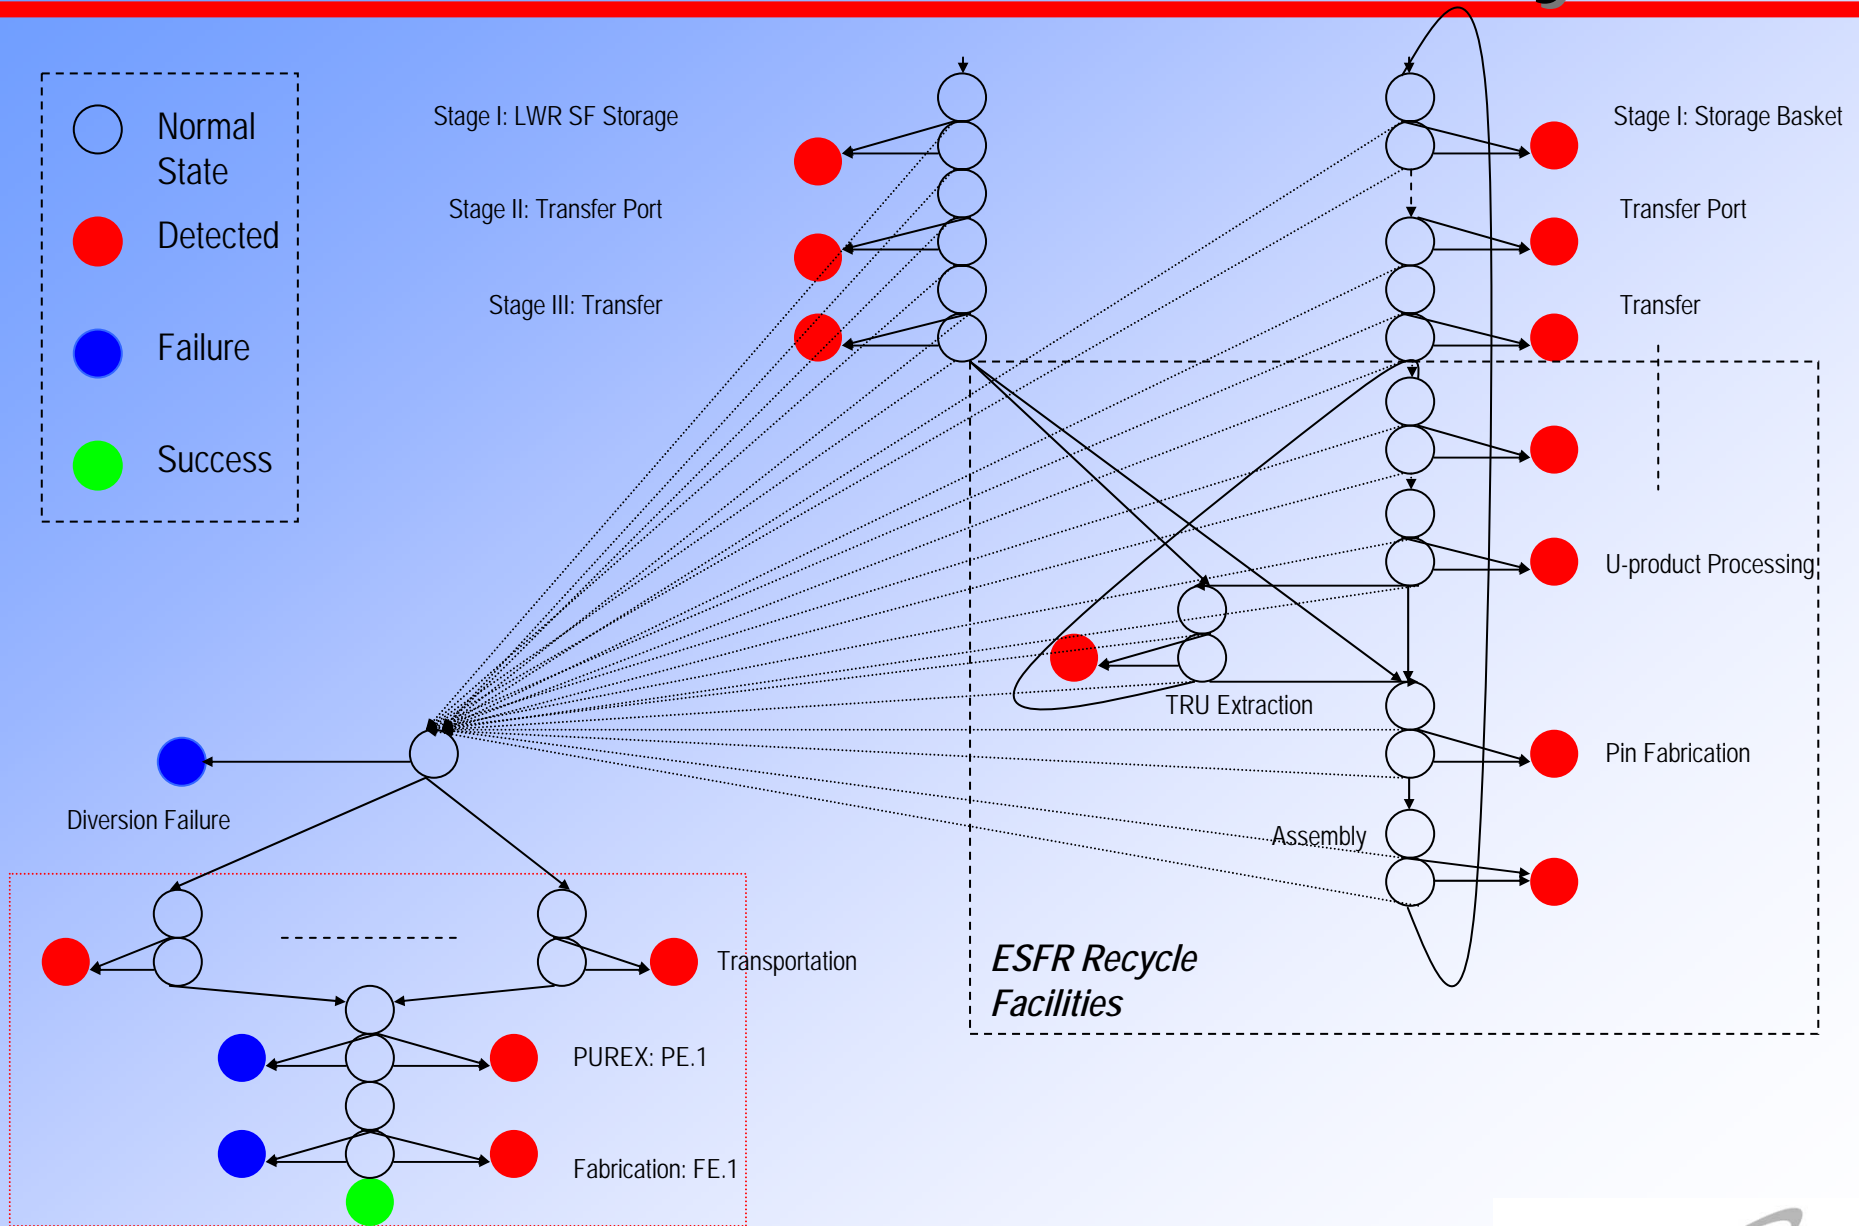 Normal
State
Detected
Failure
Success
Stage I: LWR SF Storage
Stage II: Transfer Port
Stage III: Transfer
Stage I: Storage Basket
Transfer Port
Transfer
U-product Processing
TRU Extraction
Pin Fabrication
Assembly
ESFR Recycle
Facilities
Diversion Failure
Transportation
PUREX: PE.1
Fabrication: FE.1